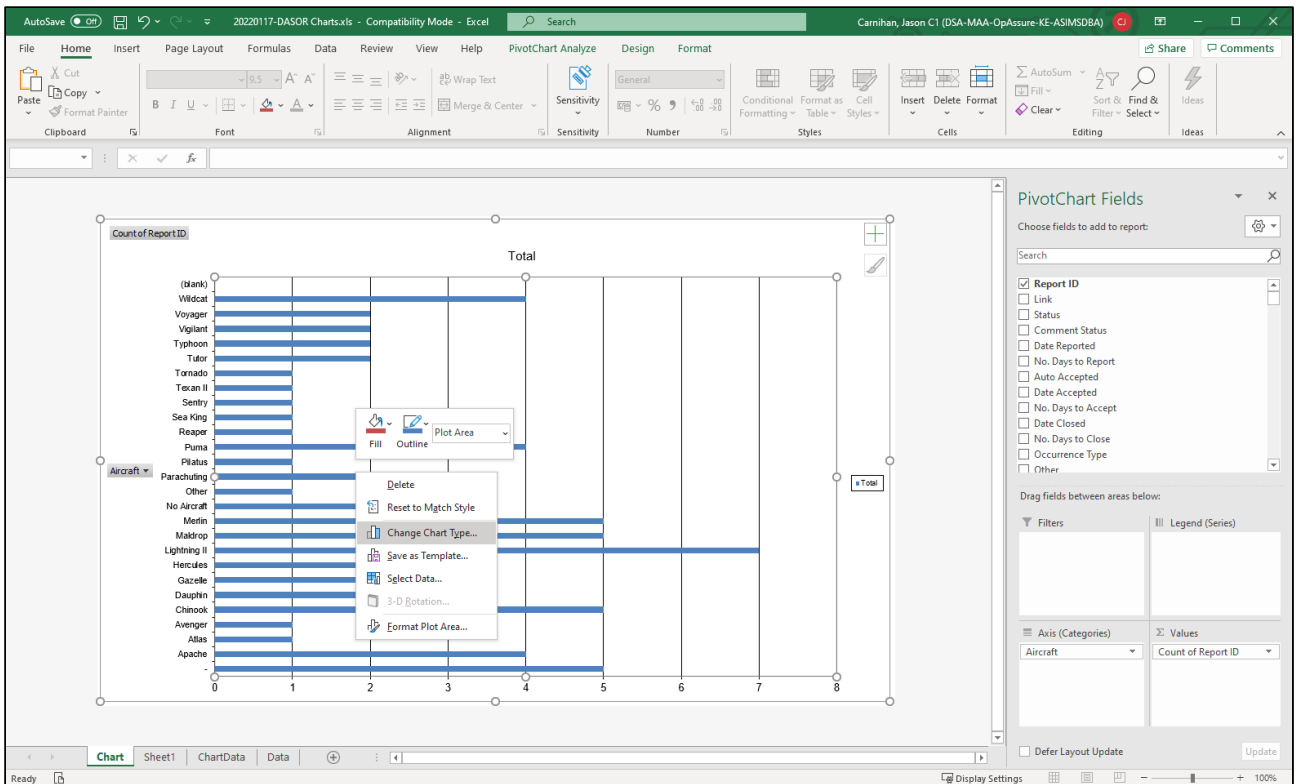 AutoSave Off 20220117-DASOR Charts.xls - Compatibility Mode - Excel Search Carnihan, Jason C1 (DSA-MAA-OpAssure-KE-ASIMSDBA) CJ
File Home Insert Page Layout Formulas Data Review View Help PivotChart Analyze Design Format Share Comments
Paste
Cut
Copy
Format Painter
Clipboard
9.5 A A
B I U A
Font
Wrap Text
Merge & Center
Alignment
Sensitivity
Sensitivity
General
% 9
Number
Conditional Formatting
Format as Table
Cell Styles
Styles
Insert Delete Format
Cells
AutoSum
Fill
Clear
Sort & Filter
Find & Select
Editing
Ideas
Ideas
fx
Count of Report ID
Total
(blank)
Wildcat
Voyager
Vigilant
Typhoon
Tutor
Tornado
Texan II
Sentry
Sea King
Reaper
Puma
Pilatus
Parachuting
Other
No Aircraft
Merlin
Maldrop
Lightning II
Hercules
Gazelle
Dauphin
Chinook
Avenger
Atlas
Apache
-
0 1 2 3 4 5 6 7 8
Aircraft
Total
Fill Outline Plot Area
Delete
Reset to Match Style
Change Chart Type...
Save as Template...
Select Data...
3-D Rotation...
Format Plot Area...
PivotChart Fields
Choose fields to add to report:
Search
Report ID
Link
Status
Comment Status
Date Reported
No. Days to Report
Auto Accepted
Date Accepted
No. Days to Accept
Date Closed
No. Days to Close
Occurrence Type
Other
Drag fields between areas below:
Filters Legend (Series)
Axis (Categories) Values
Aircraft Count of Report ID
Defer Layout Update Update
Chart Sheet1 ChartData Data
Ready Display Settings 100%